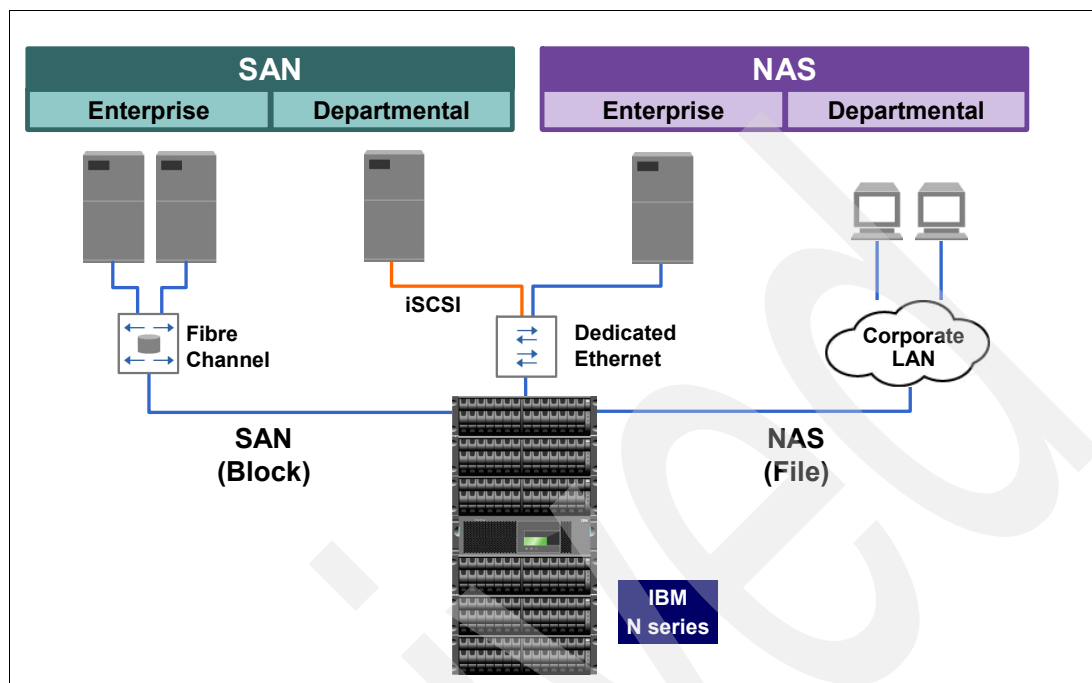 SAN
NAS
Enterprise
Departmental
Enterprise
Departmental
iSCSI
Fibre
Channel
Dedicated
Ethernet
Corporate
LAN
SAN
(Block)
NAS
(File)
IBM
N series